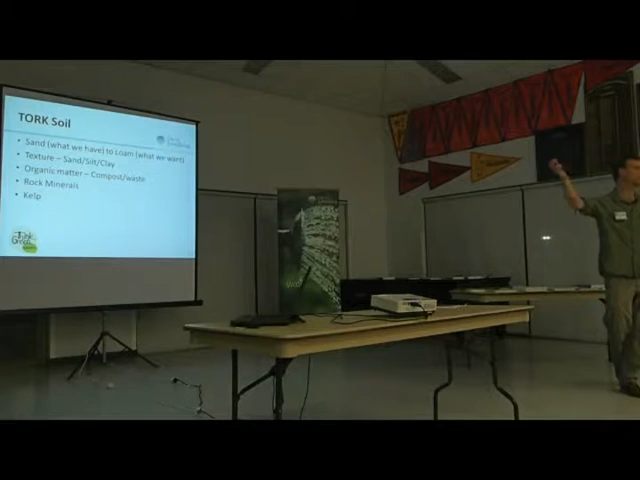 TORK Soil
• Sand (what we have) to Loam (what we want)
• Texture – Sand/Silt/Clay
• Organic matter – Compost/waste
• Rock Minerals
• Kelp